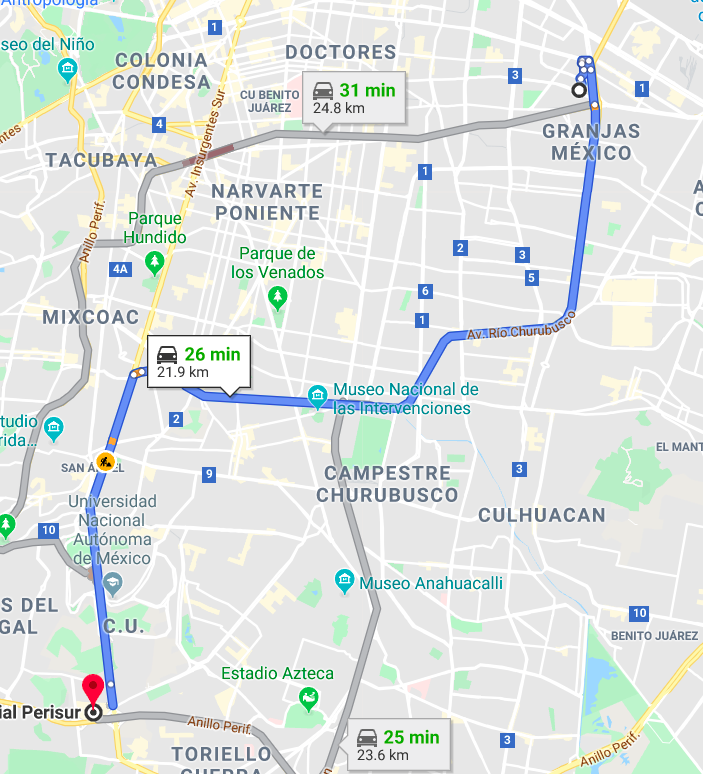 Antropología
1
useo del Niño
COLONIA
CONDESA
DOCTORES
3
31 min
24.8 km
CU BENITO
JUÁREZ
1
4
GRANJAS
MÉXICO
TACUBAYA
Av. Insurgentes Sur
1
NARVARTE
PONIENTE
Anillo Perif.
Parque
Hundido
2
3
Parque de
los Venados
4A
5
6
MIXCOAC
1
Av. Río Churubusco
26 min
21.9 km
Museo Nacional de
las Intervenciones
2
studio
rida...
EL MANT
SAN ÁNGEL
9
3
CAMPESTRE
CHURUBUSCO
Universidad
Nacional
Autónoma
de México
CULHUACAN
10
Museo Anahuacalli
S DEL
GAL
10
C.U.
BENITO JUÁREZ
Estadio Azteca
ial Perisur
Anillo Perif.
25 min
23.6 km
3
Anillo Perif.
TORIELLO
GUERRA